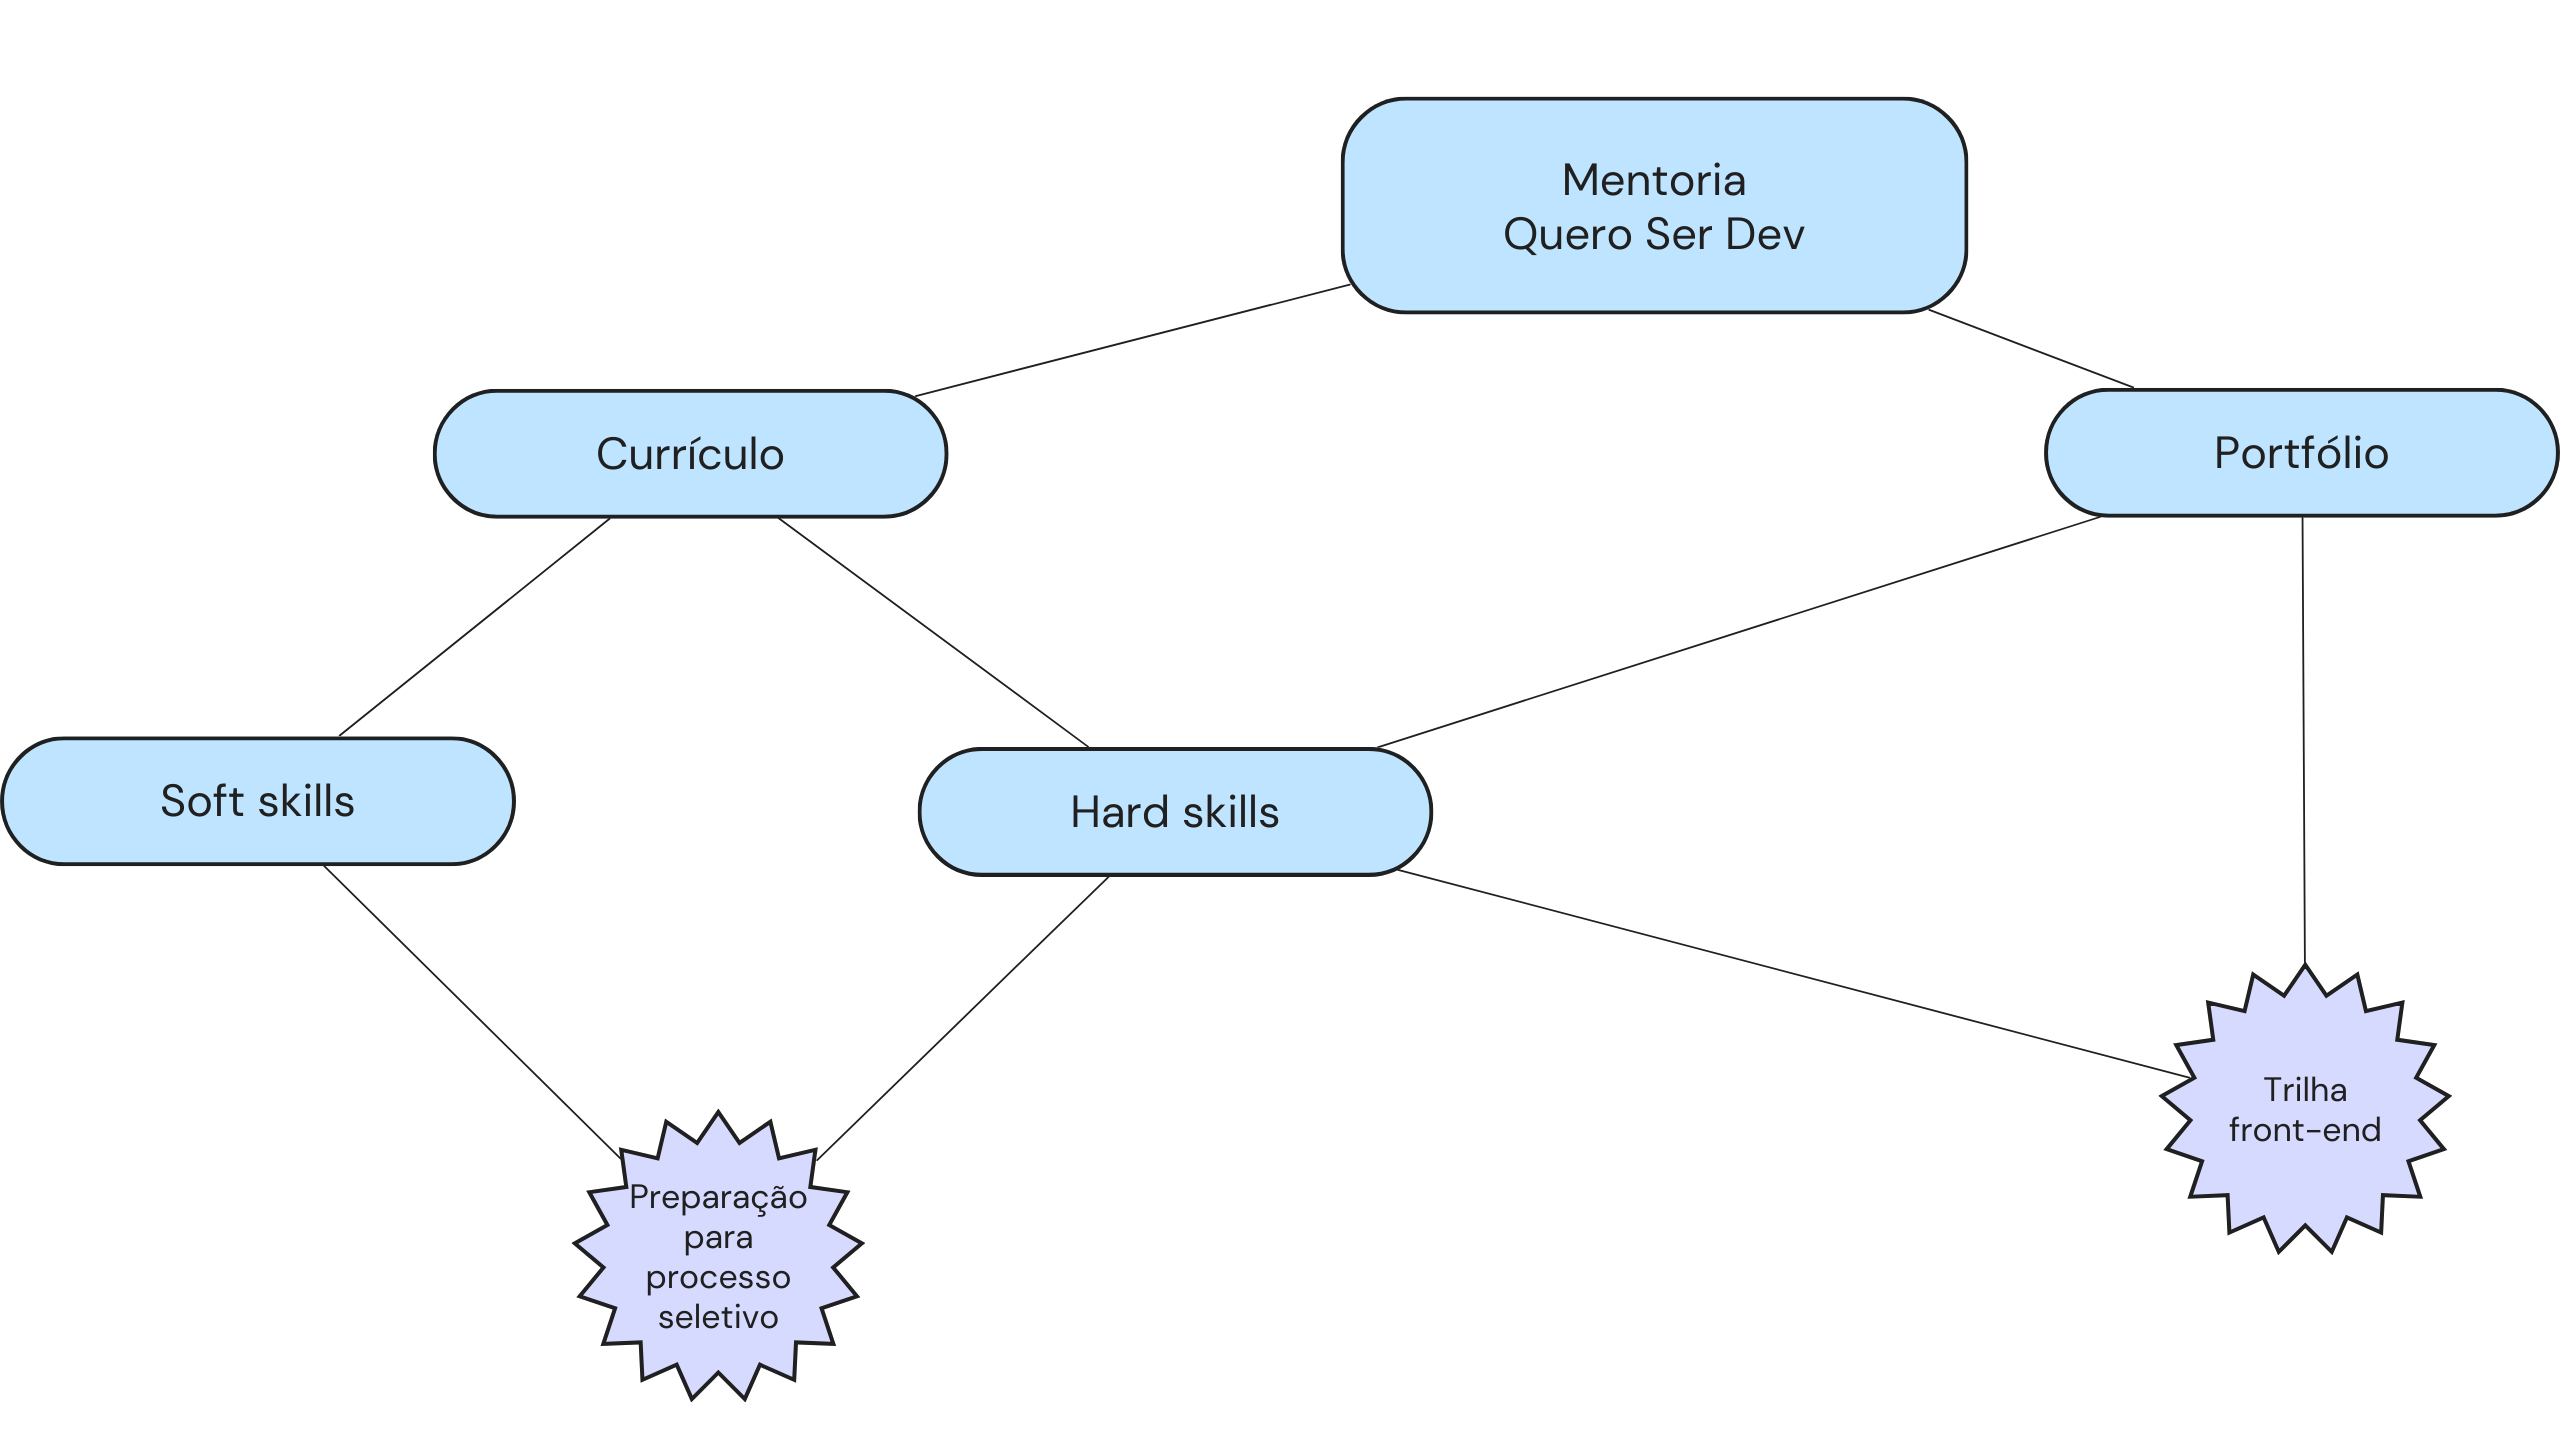 Mentoria
Quero Ser Dev
Currículo
Portfólio
Soft skills
Hard skills
Trilha
front-end
Preparação
para
processo
seletivo